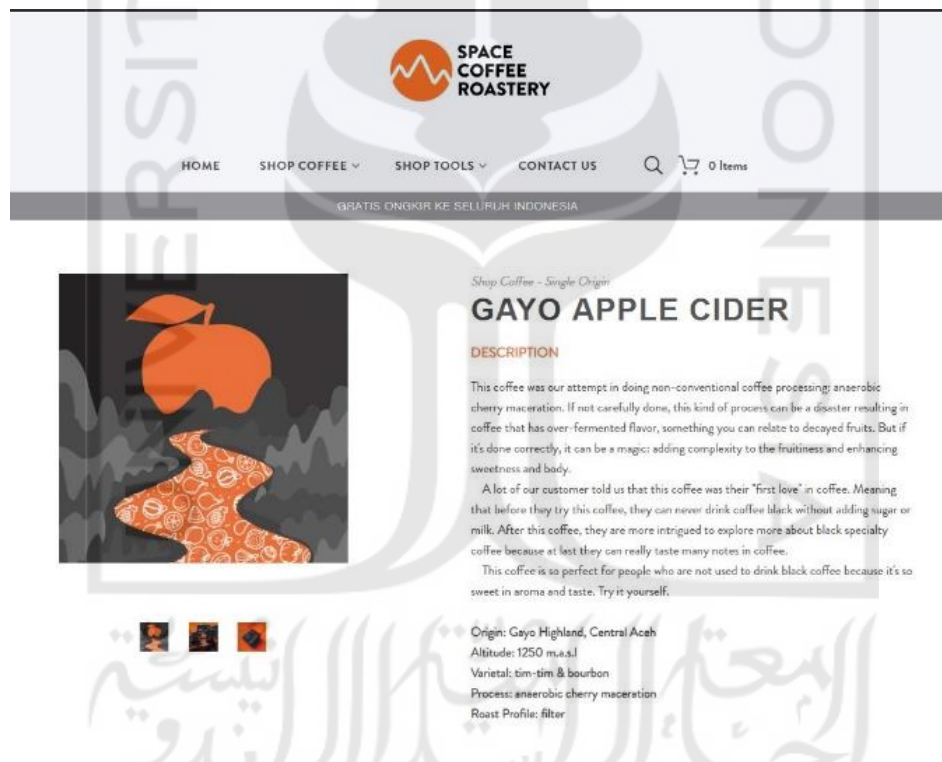 SPACE
COFFEE
ROASTERY
HOME SHOP COFFEE SHOP TOOLS CONTACT US 0 Items
GRATIS ONGKIR KE SELURUH INDONESIA
Shop Coffee - Single Origin
GAYO APPLE CIDER
DESCRIPTION
This coffee was our attempt in doing non-conventional coffee processing: anaerobic
cherry maceration. If not carefully done, this kind of process can be a disaster resulting in
coffee that has over-fermented flavor, something you can relate to decayed fruits. But if
it's done correctly, it can be a magic: adding complexity to the fruitiness and enhancing
sweetness and body.
A lot of our customer told us that this coffee was their "first love" in coffee. Meaning
that before they try this coffee, they can never drink coffee black without adding sugar or
milk. After this coffee, they are more intrigued to explore more about black specialty
coffee because at last they can really taste many notes in coffee.
This coffee is so perfect for people who are not used to drink black coffee because it's so
sweet in aroma and taste. Try it yourself.
Origin: Gayo Highland, Central Aceh
Altitude: 1250 m.a.s.l
Varietal: tim-tim & bourbon
Process: anaerobic cherry maceration
Roast Profile: filter